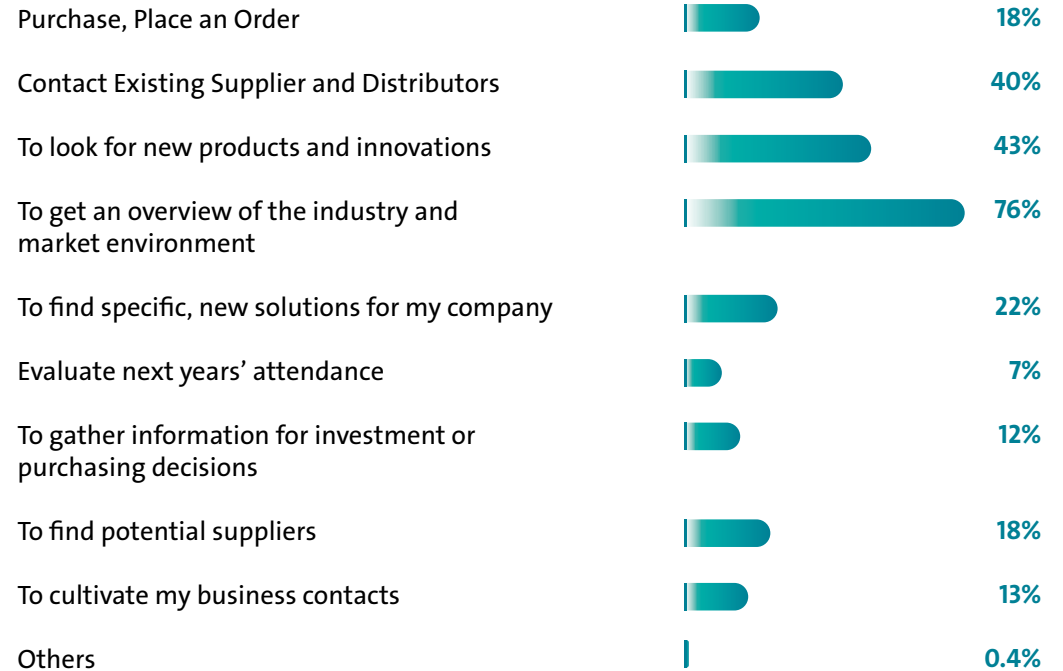 Purchase, Place an Order 18%
Contact Existing Supplier and Distributors 40%
To look for new products and innovations 43%
To get an overview of the industry and 76%
market environment
To find specific, new solutions for my company 22%
Evaluate next years’ attendance 7%
To gather information for investment or 12%
purchasing decisions
To find potential suppliers 18%
To cultivate my business contacts 13%
Others 0.4%